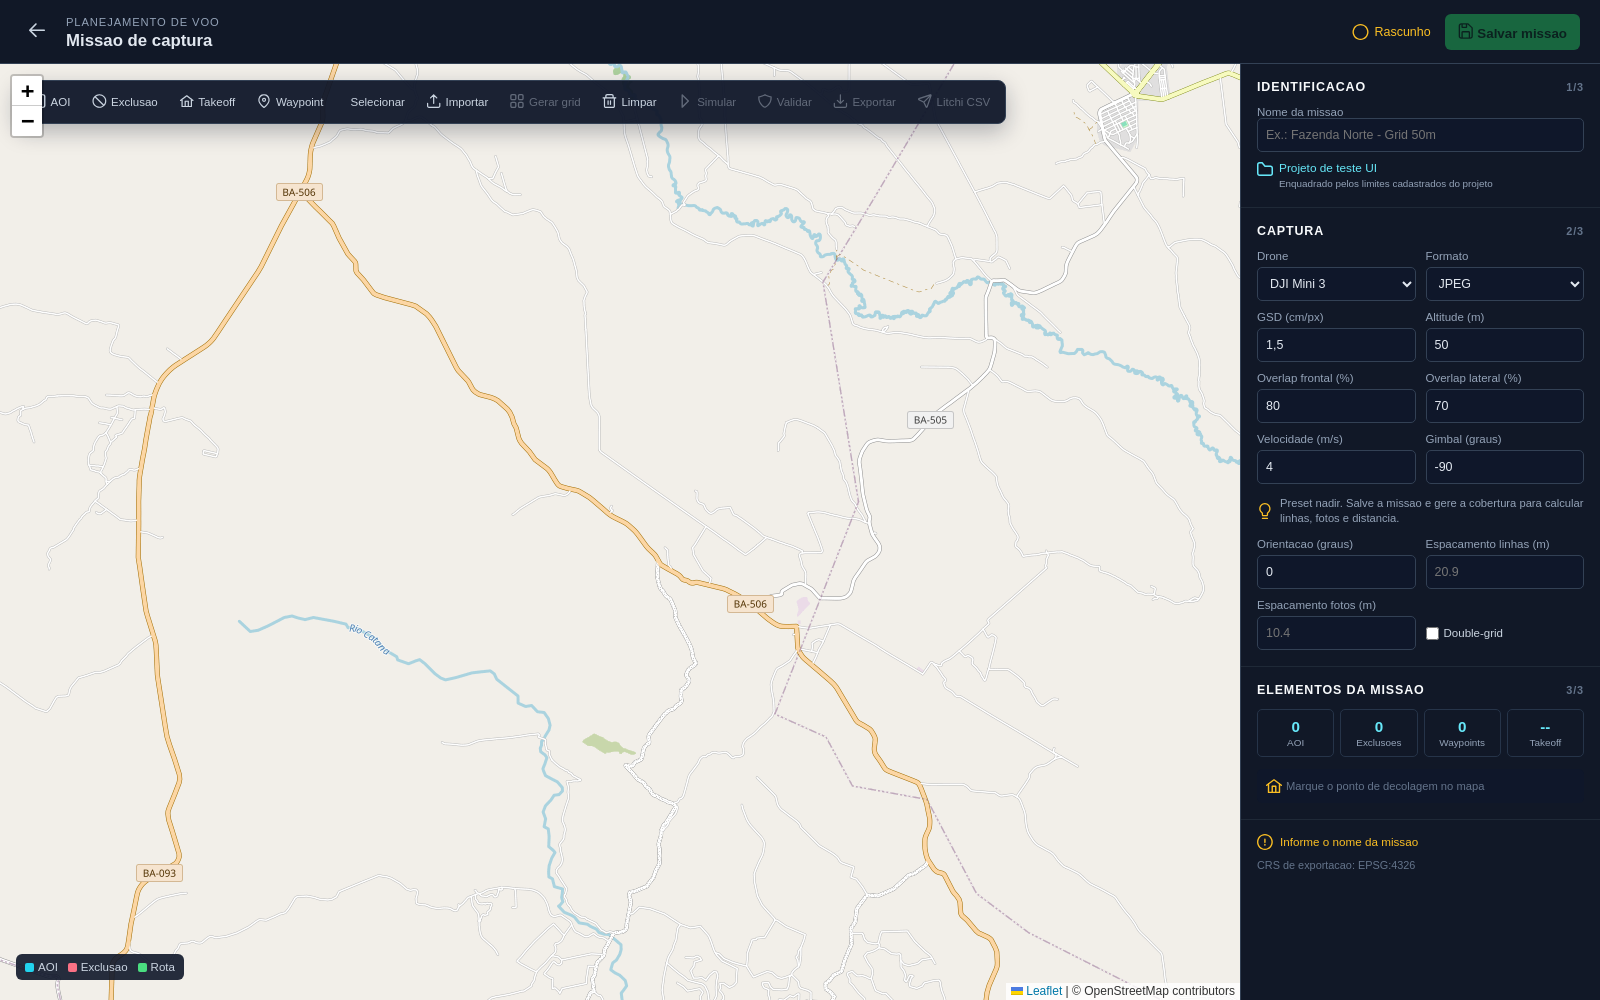 PLANEJAMENTO DE VOO
Missao de captura
Rascunho
Salvar missao
+
−
AOI
Exclusao
Takeoff
Waypoint
Selecionar
Importar
Gerar grid
Limpar
Simular
Validar
Exportar
Litchi CSV
BA-506
BA-505
BA-506
Rio Catana
BA-093
AOI
Exclusao
Rota
Leaflet | © OpenStreetMap contributors
IDENTIFICACAO
1/3
Nome da missao
Ex.: Fazenda Norte - Grid 50m
Projeto de teste UI
Enquadrado pelos limites cadastrados do projeto
CAPTURA
2/3
Drone
Formato
DJI Mini 3
JPEG
GSD (cm/px)
Altitude (m)
1,5
50
Overlap frontal (%)
Overlap lateral (%)
80
70
Velocidade (m/s)
Gimbal (graus)
4
-90
Preset nadir. Salve a missao e gere a cobertura para calcular
linhas, fotos e distancia.
Orientacao (graus)
Espacamento linhas (m)
0
20.9
Espacamento fotos (m)
10.4
Double-grid
ELEMENTOS DA MISSAO
3/3
0
0
0
--
AOI
Exclusoes
Waypoints
Takeoff
Marque o ponto de decolagem no mapa
Informe o nome da missao
CRS de exportacao: EPSG:4326